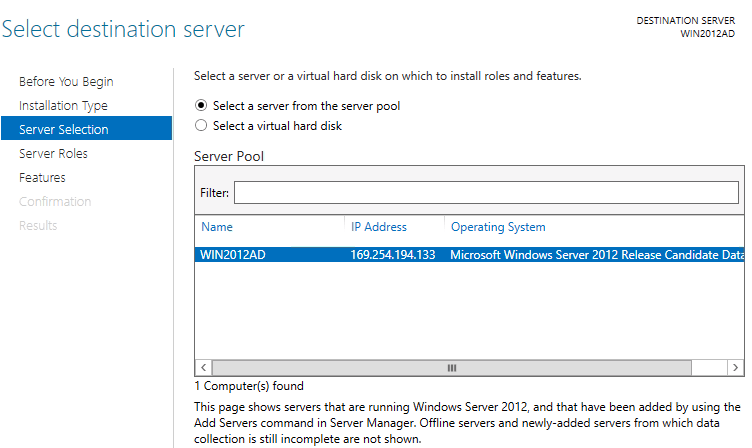 Select destination server
DESTINATION SERVER
WIN2012AD
Before You Begin
Installation Type
Server Selection
Server Roles
Features
Confirmation
Results
Select a server or a virtual hard disk on which to install roles and features.
Select a server from the server pool
Select a virtual hard disk
Server Pool
Filter:
Name IP Address Operating System
WIN2012AD 169.254.194.133 Microsoft Windows Server 2012 Release Candidate Data
1 Computer(s) found
This page shows servers that are running Windows Server 2012, and that have been added by using the
Add Servers command in Server Manager. Offline servers and newly-added servers from which data
collection is still incomplete are not shown.